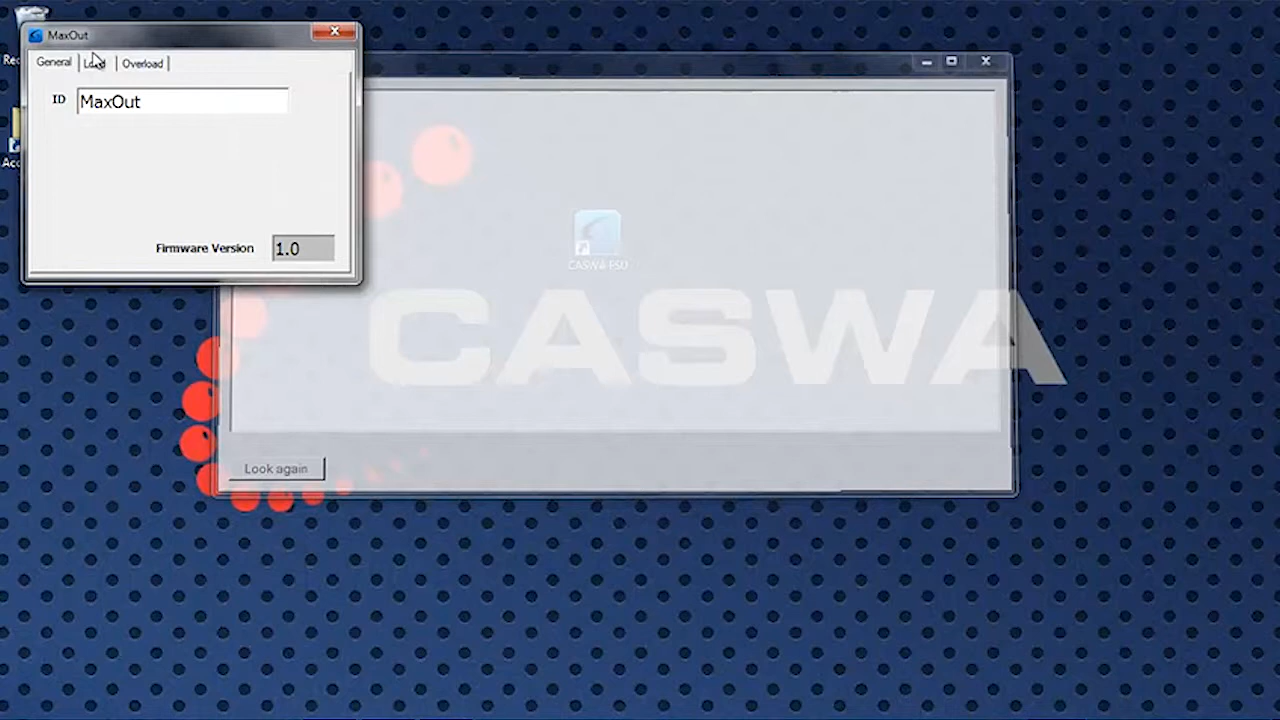 MaxOut
General
Overload
ID MaxOut
Firmware Version 1.0
CASWA PSU
CASWA
Look again